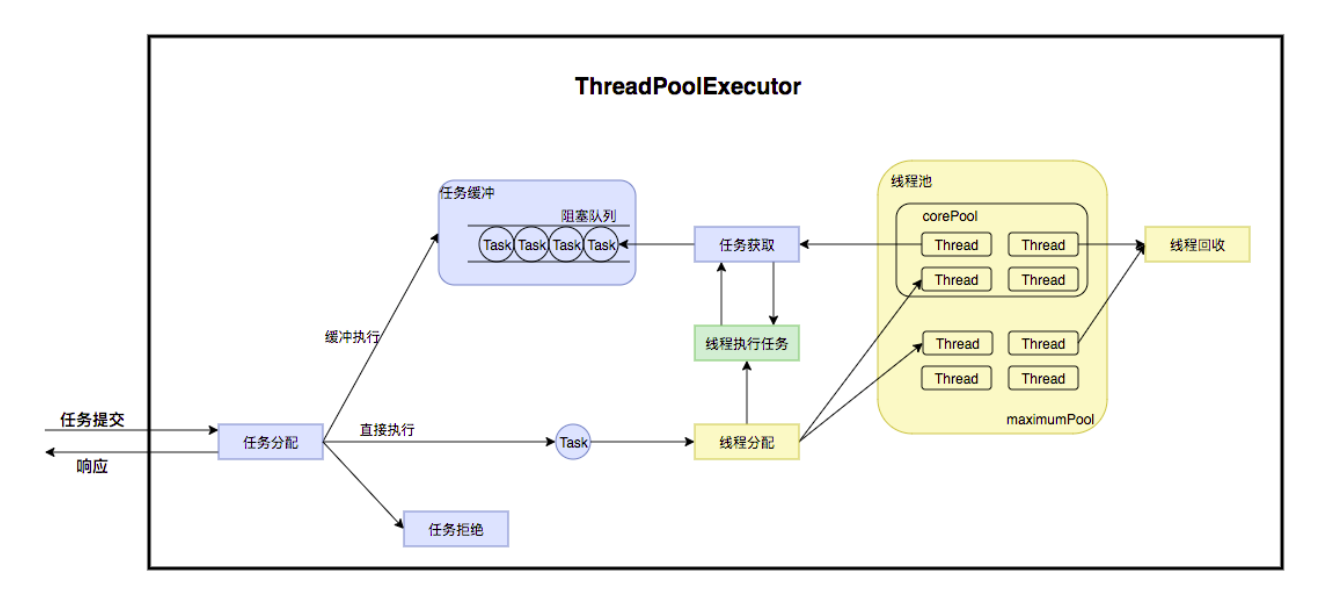 ThreadPoolExecutor
任务缓冲
阻塞队列
Task Task Task Task
任务获取
线程池
corePool
Thread Thread
Thread Thread
线程回收
缓冲执行
线程执行任务
Thread Thread
Thread Thread
maximumPool
任务提交
响应
任务分配
直接执行
Task
线程分配
任务拒绝